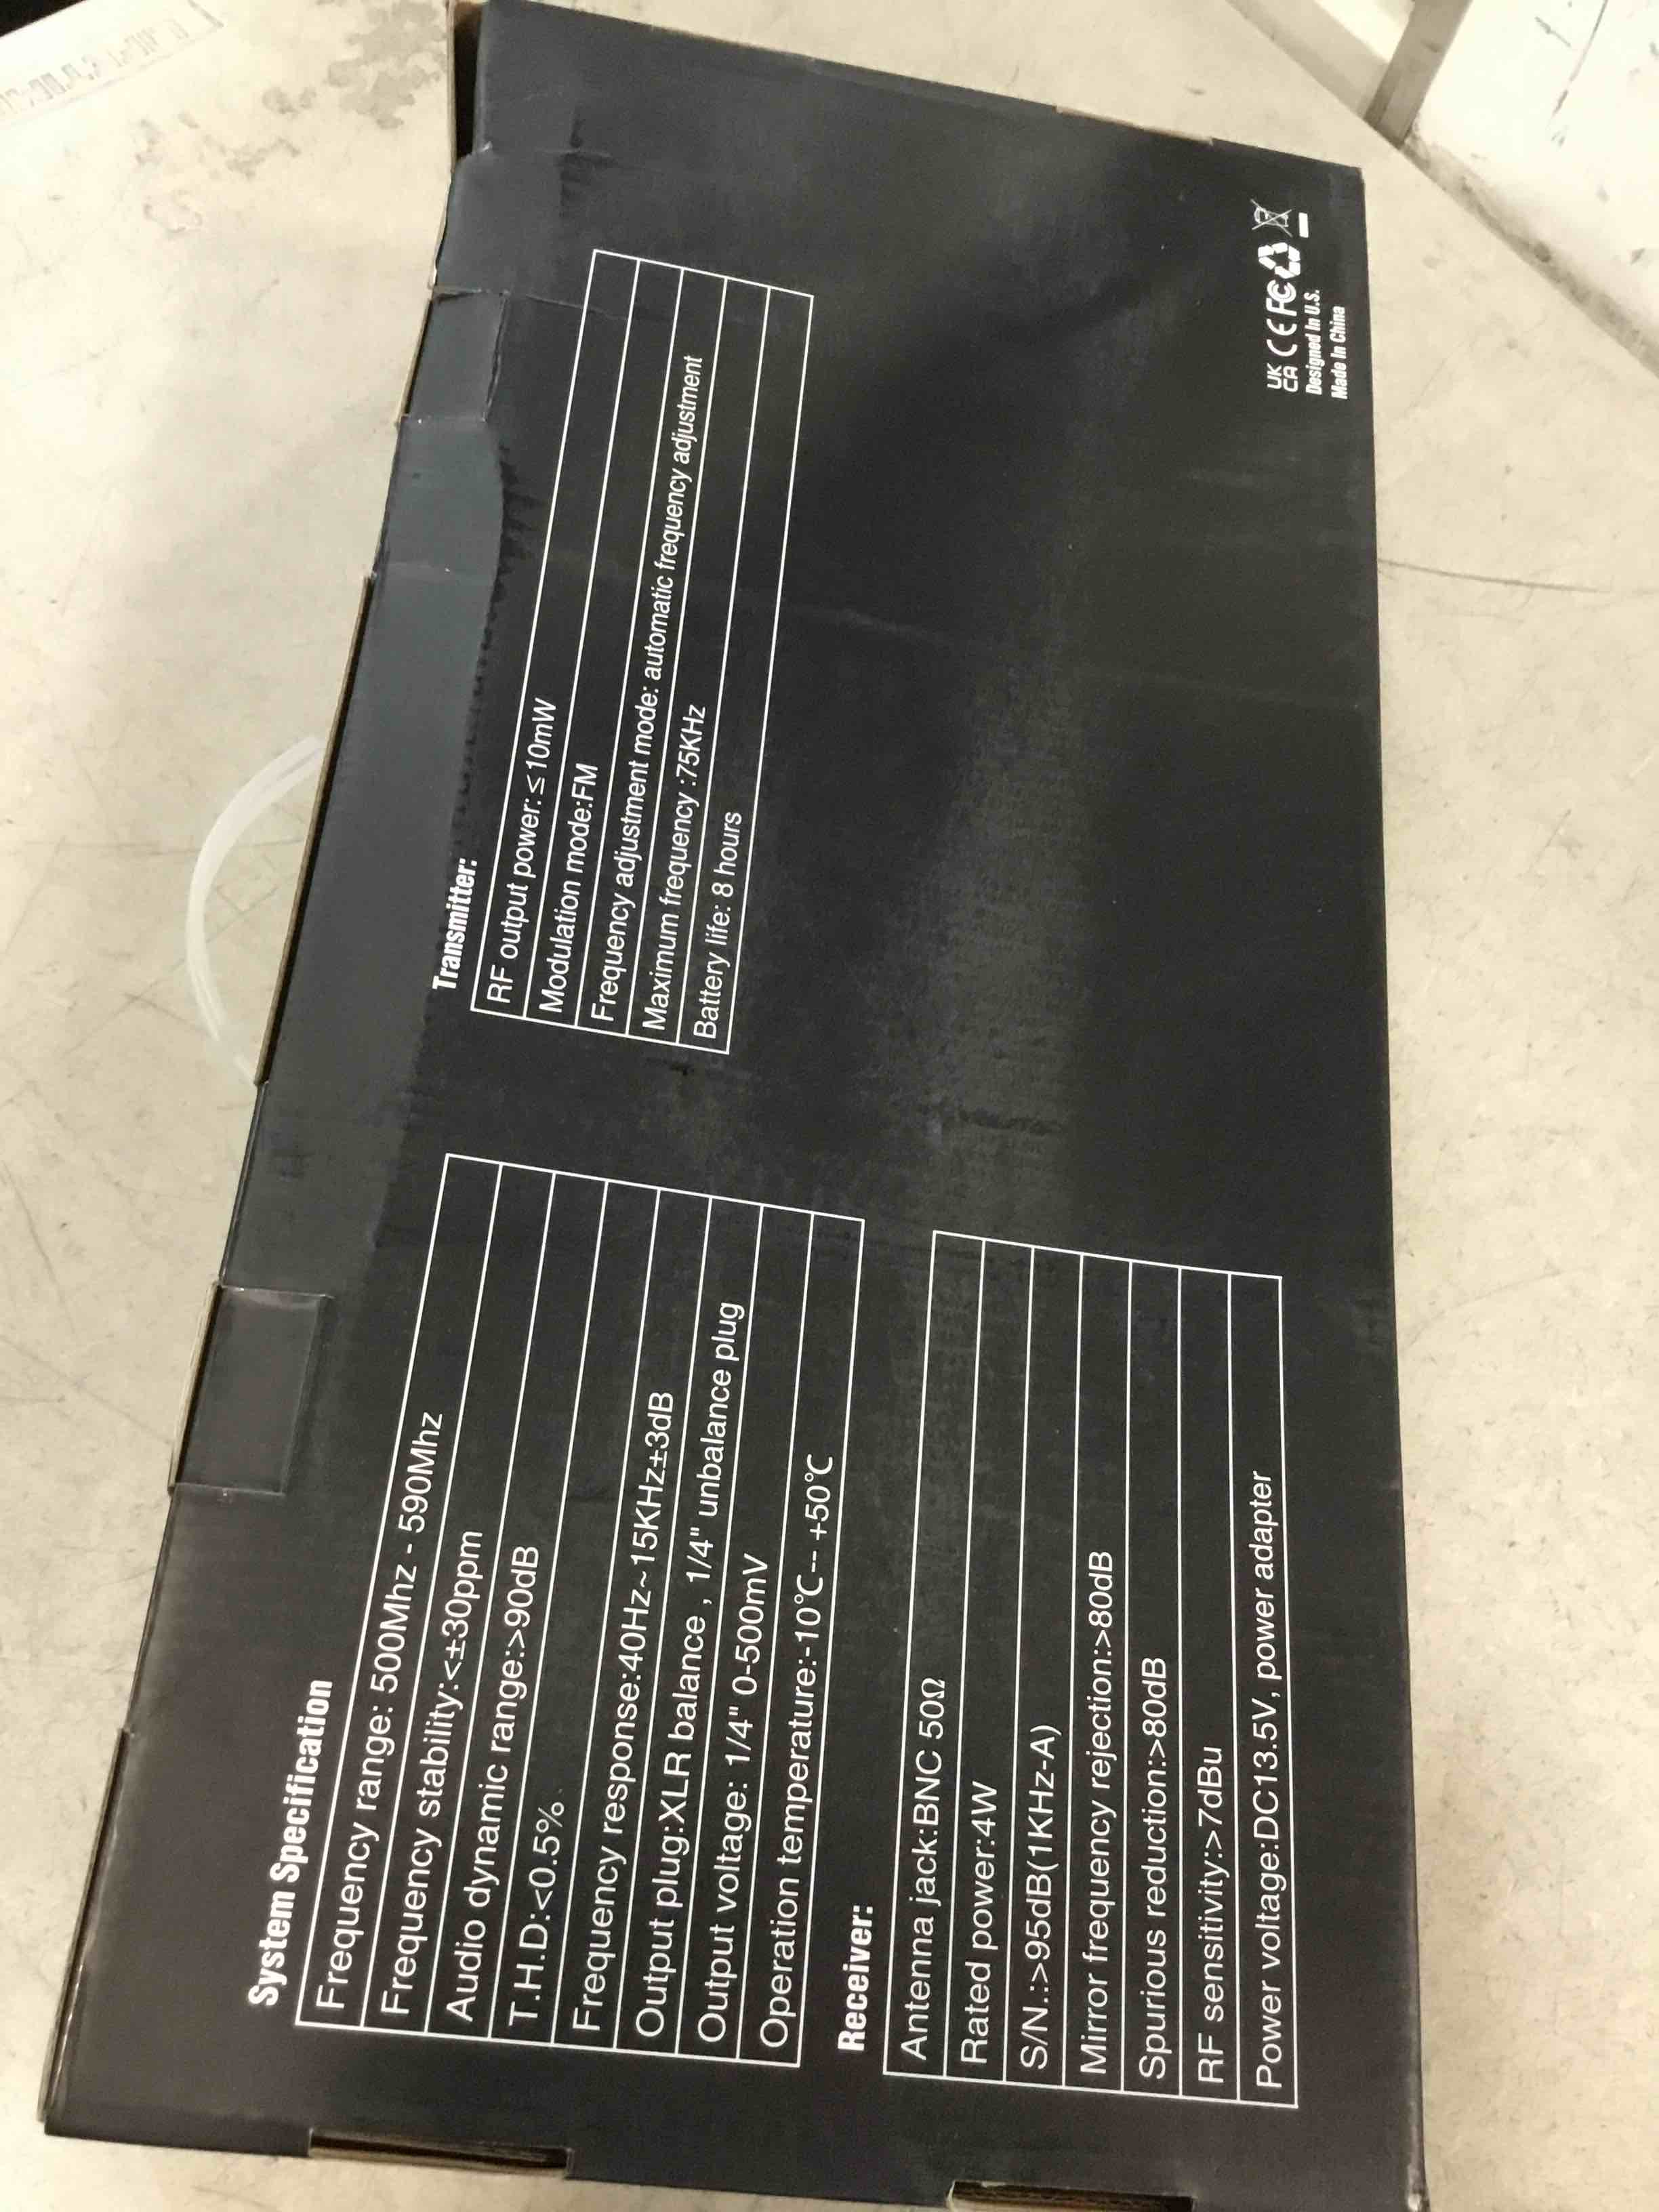 System Specification
Frequency range: 500Mhz - 590Mhz
Frequency stability:<±30ppm
Audio dynamic range:>90dB
T.H.D:<0.5%
Frequency response:40Hz~15KHz±3dB
Output plug:XLR balance , 1/4" unbalance plug
Output voltage: 1/4" 0-500mV
Operation temperature:-10℃-- +50℃
Receiver:
Antenna jack:BNC 50Ω
Rated power:4W
S/N.:>95dB(1KHz-A)
Mirror frequency rejection:>80dB
Spurious reduction:>80dB
RF sensitivity:>7dBu
Power voltage:DC13.5V, power adapter
Transmitter:
RF output power:≤10mW
Modulation mode:FM
Frequency adjustment mode: automatic frequency adjustment
Maximum frequency :75KHz
Battery life: 8 hours
UK
CA CE FC
Designed In U.S.
Made In China